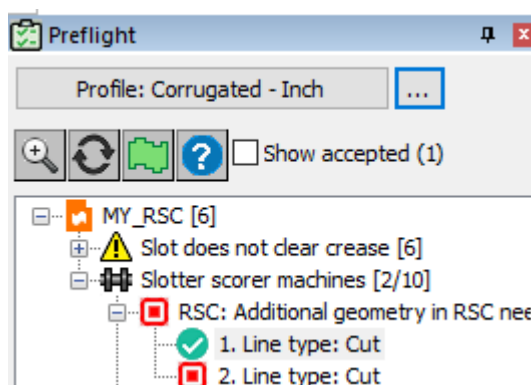 Preflight
Profile: Corrugated - Inch
...
Show accepted (1)
MY_RSC [6]
Slot does not clear crease [6]
Slotter scorer machines [2/10]
RSC: Additional geometry in RSC nee
1. Line type: Cut
2. Line type: Cut